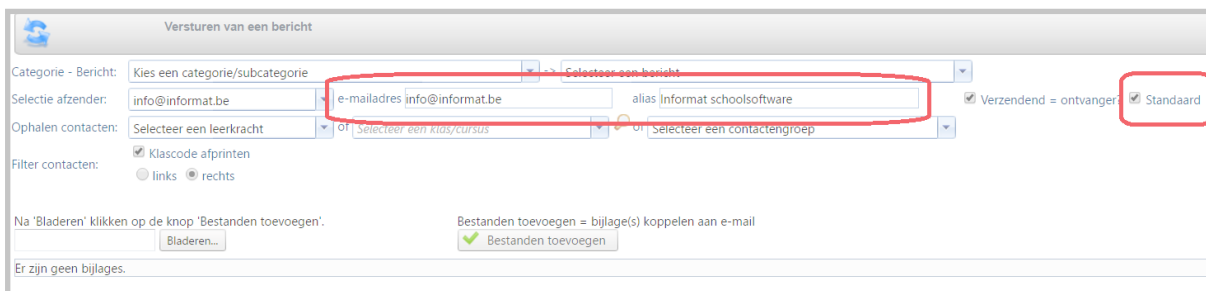 Versturen van een bericht
Categorie - Bericht: Kies een categorie/subcategorie => Selecteer een bericht
Selectie afzender: info@informat.be e-mailadres info@informat.be alias Informat schoolsoftware Verzendend = ontvanger? Standaard
Ophalen contacten: Selecteer een leerkracht of Selecteer een klas/cursus of Selecteer een contactengroep
Klascode afprinten
Filter contacten:
links rechts
Na 'Bladeren' klikken op de knop 'Bestanden toevoegen'. Bestanden toevoegen = bijlage(s) koppelen aan e-mail
Bladeren... Bestanden toevoegen
Er zijn geen bijlages.